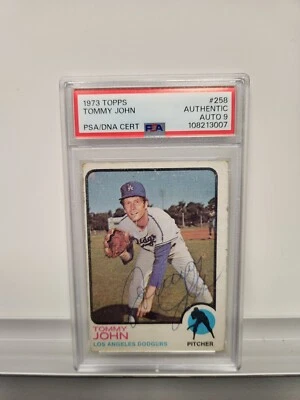 1973 TOPPS #258
TOMMY JOHN AUTHENTIC
AUTO 9
PSA/DNA CERT PSA 108213007
Dodgers
TOMMY
JOHN
LOS ANGELES DODGERS PITCHER